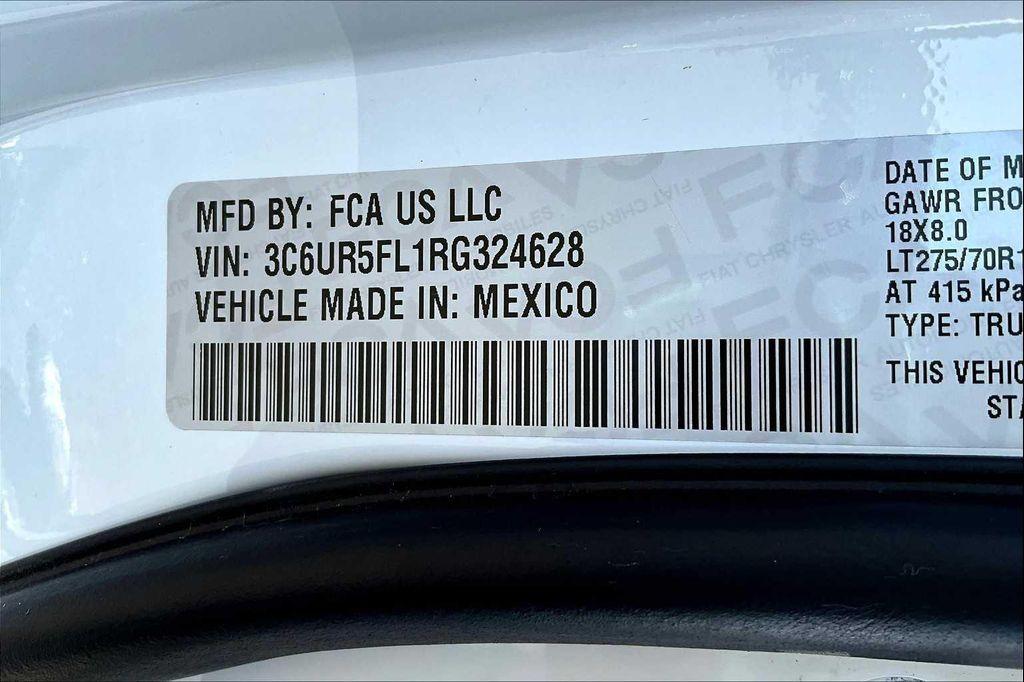 MFD BY: FCA US LLC
VIN: 3C6UR5FL1RG324628
VEHICLE MADE IN: MEXICO
DATE OF M
GAWR FRO
18X8.0
LT275/70R1
AT 415 kPa
TYPE: TRU
THIS VEHIC
STA